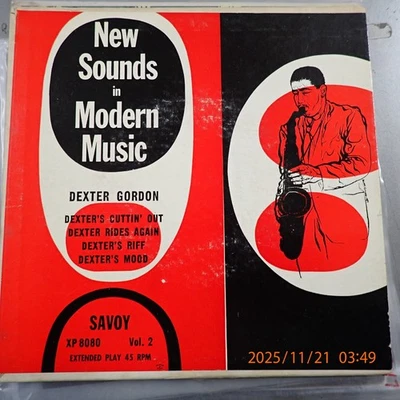 New
Sounds
in
Modern
Music
DEXTER GORDON
DEXTER'S CUTTIN' OUT
DEXTER RIDES AGAIN
DEXTER'S RIFF
DEXTER'S MOOD
SAVOY
XP 8080 Vol. 2
EXTENDED PLAY 45 RPM
2025/11/21 03:49